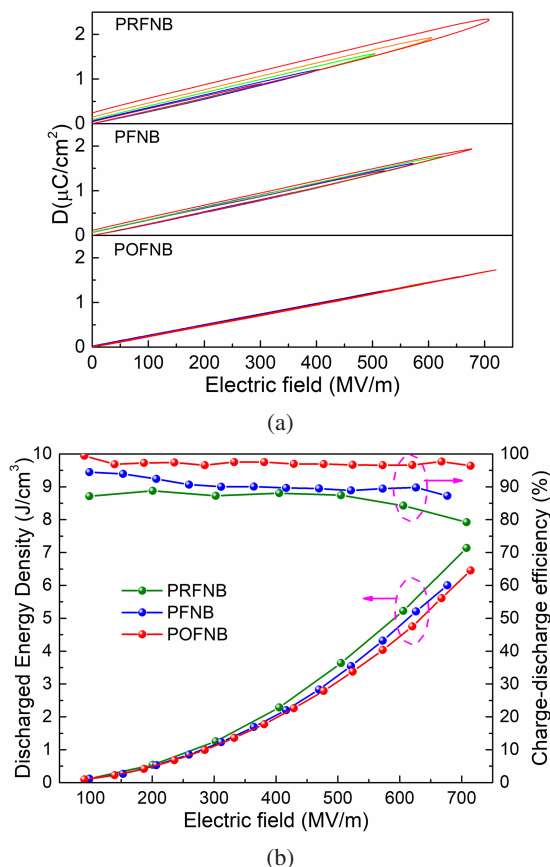 PRFNB
2
1
0
PFNB
2
1
0
POFNB
2
1
0
D(μC/cm²)
0 100 200 300 400 500 600 700
Electric field (MV/m)
(a)
10
9
8
7
6
5
4
3
2
1
0
Discharged Energy Density (J/cm³)
100
90
80
70
60
50
40
30
20
10
0
Charge-discharge efficiency (%)
PRFNB
PFNB
POFNB
100 200 300 400 500 600 700
Electric field (MV/m)
(b)